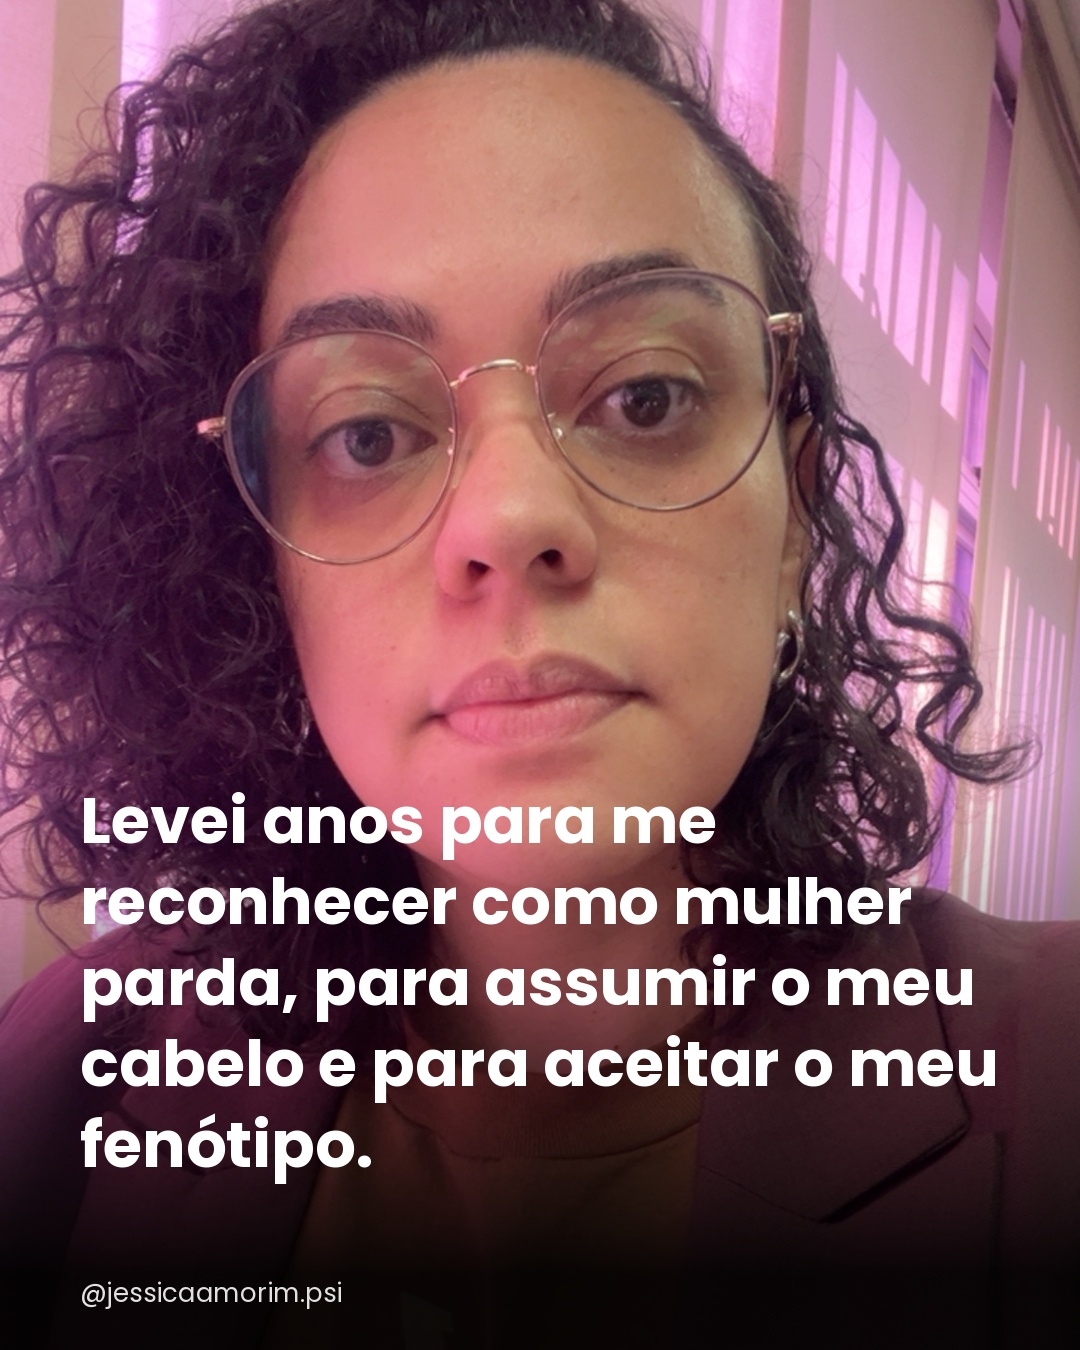 Levei anos para me
reconhecer como mulher
parda, para assumir o meu
cabelo e para aceitar o meu
fenótipo.
@jessicaamorim.psi